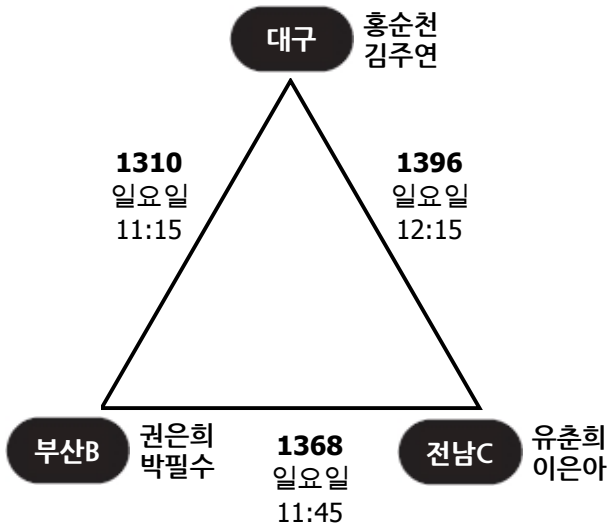 대구
홍순천
김주연
1310
일요일
11:15
1396
일요일
12:15
부산B
권은희
박필수
1368
일요일
11:45
전남C
유춘희
이은아